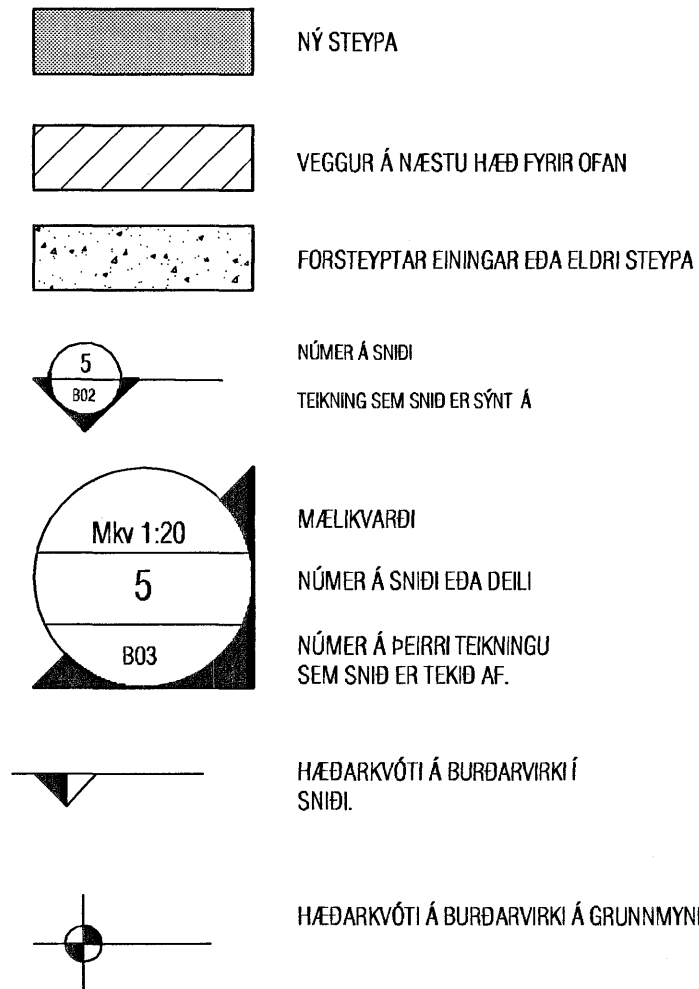 NÝ STEYPA
VEGGUR Á NÆSTU HÆÐ FYRIR OFAN
FORSTEYPTAR EININGAR EÐA ELDRI STEYPA
5
B02
NÚMER Á SNIÐI
TEIKNING SEM SNIÐ ER SÝNT Á
Mkv 1:20
5
B03
MÆLIKVARÐI
NÚMER Á SNIÐI EÐA DEILI
NÚMER Á ÞEIRRI TEIKNINGU
SEM SNIÐ ER TEKIÐ AF.
HÆÐARKVÓTI Á BURÐARVIRKI Í
SNIÐI.
HÆÐARKVÓTI Á BURÐARVIRKI Á